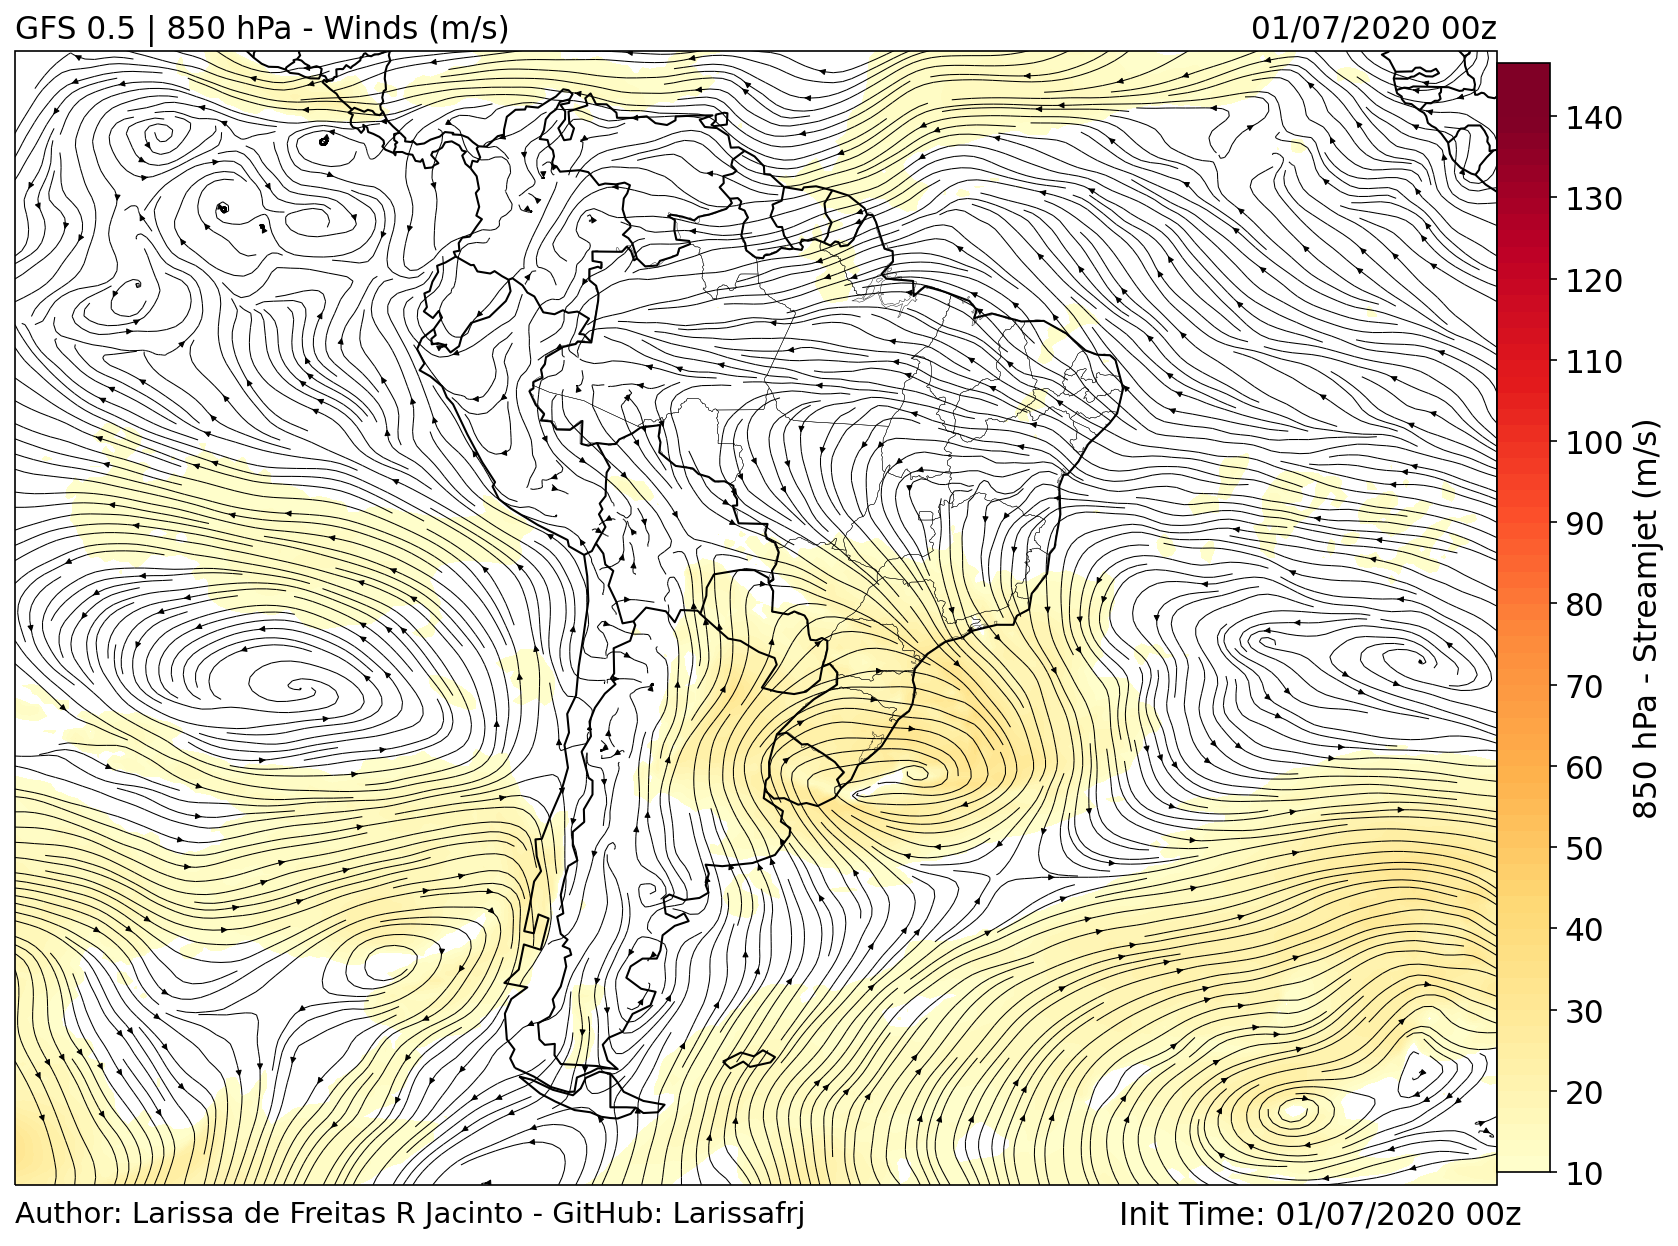 GFS 0.5 | 850 hPa - Winds (m/s)
01/07/2020 00z
140
130
120
110
100
90
80
70
60
50
40
30
20
10
850 hPa - Streamjet (m/s)
Author: Larissa de Freitas R Jacinto - GitHub: Larissafrj
Init Time: 01/07/2020 00z